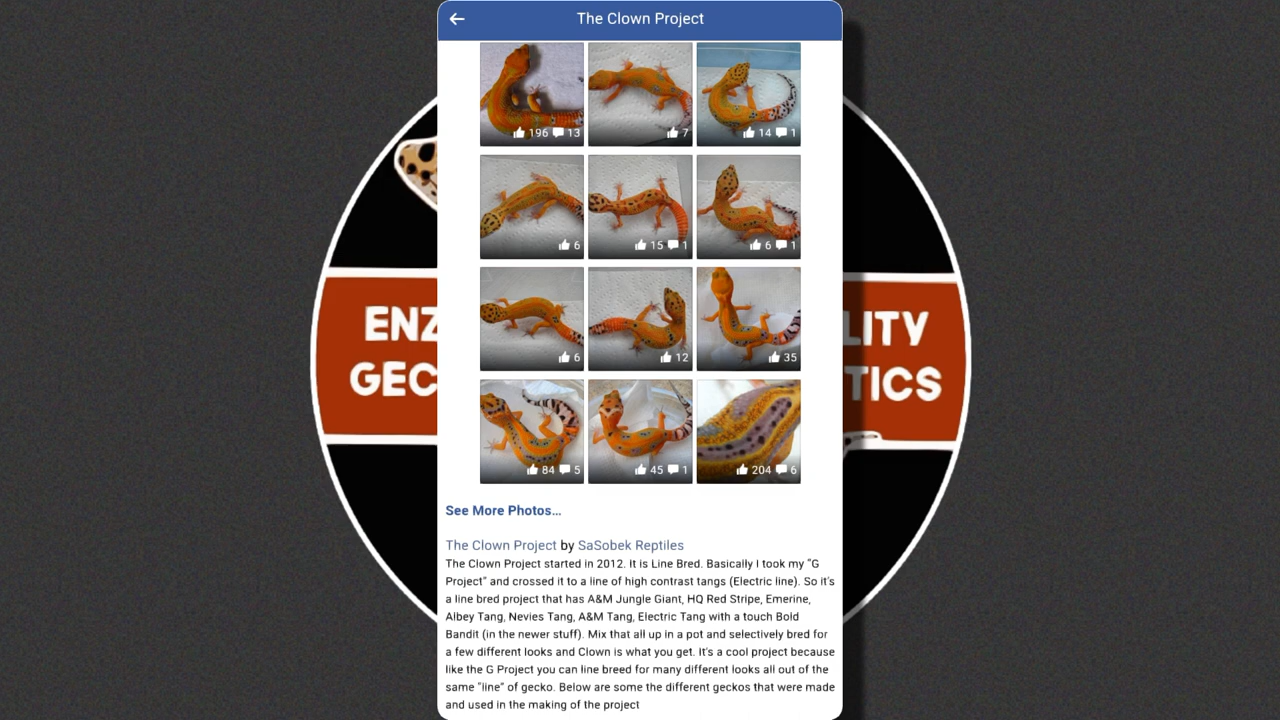 The Clown Project
196 13
7
14 1
6
15 1
6 1
6
12
35
84 5
45 1
204 6
ENZ
GEC
LITY
TICS
See More Photos...
The Clown Project by SaSobek Reptiles
The Clown Project started in 2012. It is Line Bred. Basically I took my "G
Project" and crossed it to a line of high contrast tangs (Electric line). So it's
a line bred project that has A&M Jungle Giant, HQ Red Stripe, Emerine,
Albey Tang, Nevies Tang, A&M Tang, Electric Tang with a touch Bold
Bandit (in the newer stuff). Mix that all up in a pot and selectively bred for
a few different looks and Clown is what you get. It's a cool project because
like the G Project you can line breed for many different looks all out of the
same "line" of gecko. Below are some the different geckos that were made
and used in the making of the project